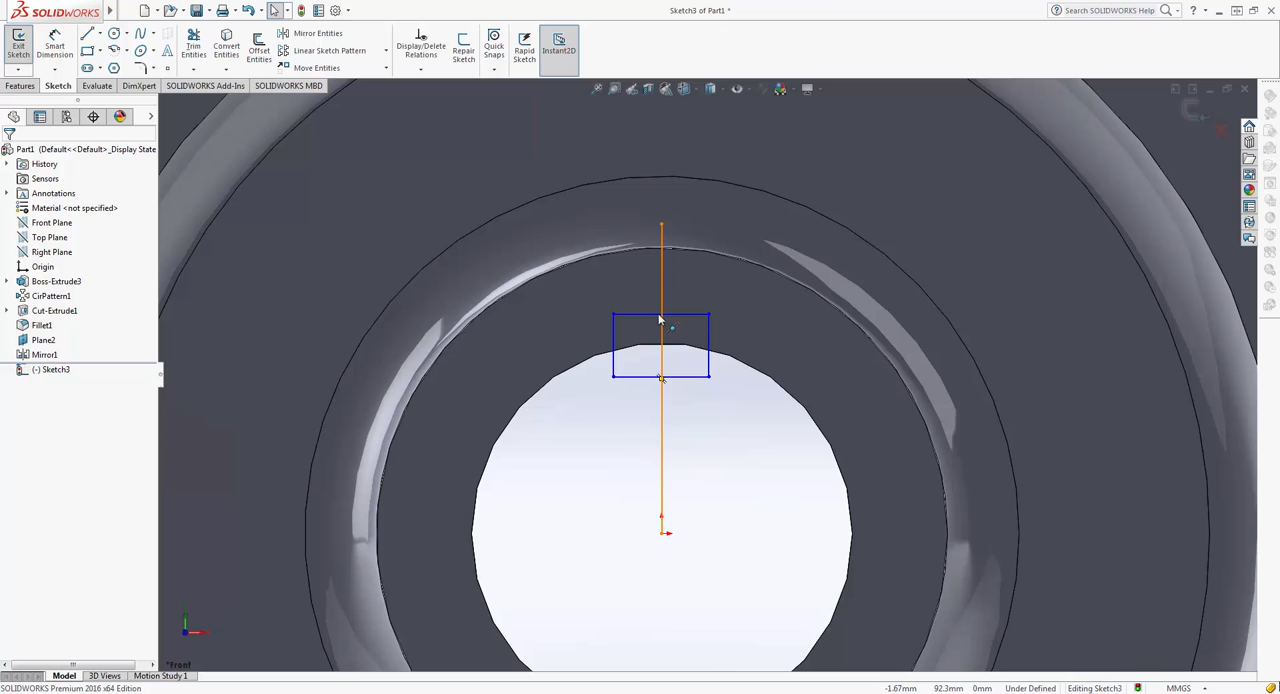 SOLIDWORKS
Sketch3 of Part1 *
Search SOLIDWORKS Help
Exit Sketch
Smart Dimension
Trim Entities
Convert Entities
Offset Entities
Mirror Entities
Linear Sketch Pattern
Move Entities
Display/Delete Relations
Repair Sketch
Quick Snaps
Rapid Sketch
Instant2D
Features
Sketch
Evaluate
DimXpert
SOLIDWORKS Add-Ins
SOLIDWORKS MBD
Part1 (Default<<Default>_Display State
History
Sensors
Annotations
Material <not specified>
Front Plane
Top Plane
Right Plane
Origin
Boss-Extrude3
CirPattern1
Cut-Extrude1
Fillet1
Plane2
Mirror1
(-) Sketch3
*Front
Model
3D Views
Motion Study 1
SOLIDWORKS Premium 2016 x64 Edition
-1.67mm
92.3mm
0mm
Under Defined
Editing Sketch3
MMGS